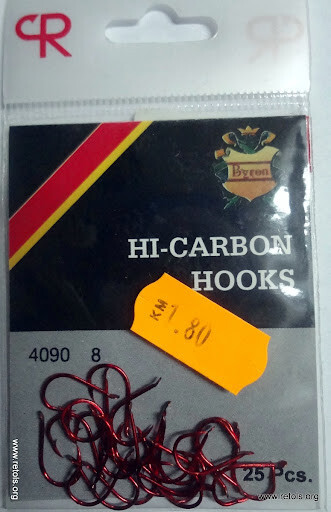 CR
Byron
HI-CARBON
HOOKS
KM 1.80
4090 8
25 Pcs.
www.retois.org
www.retois.org